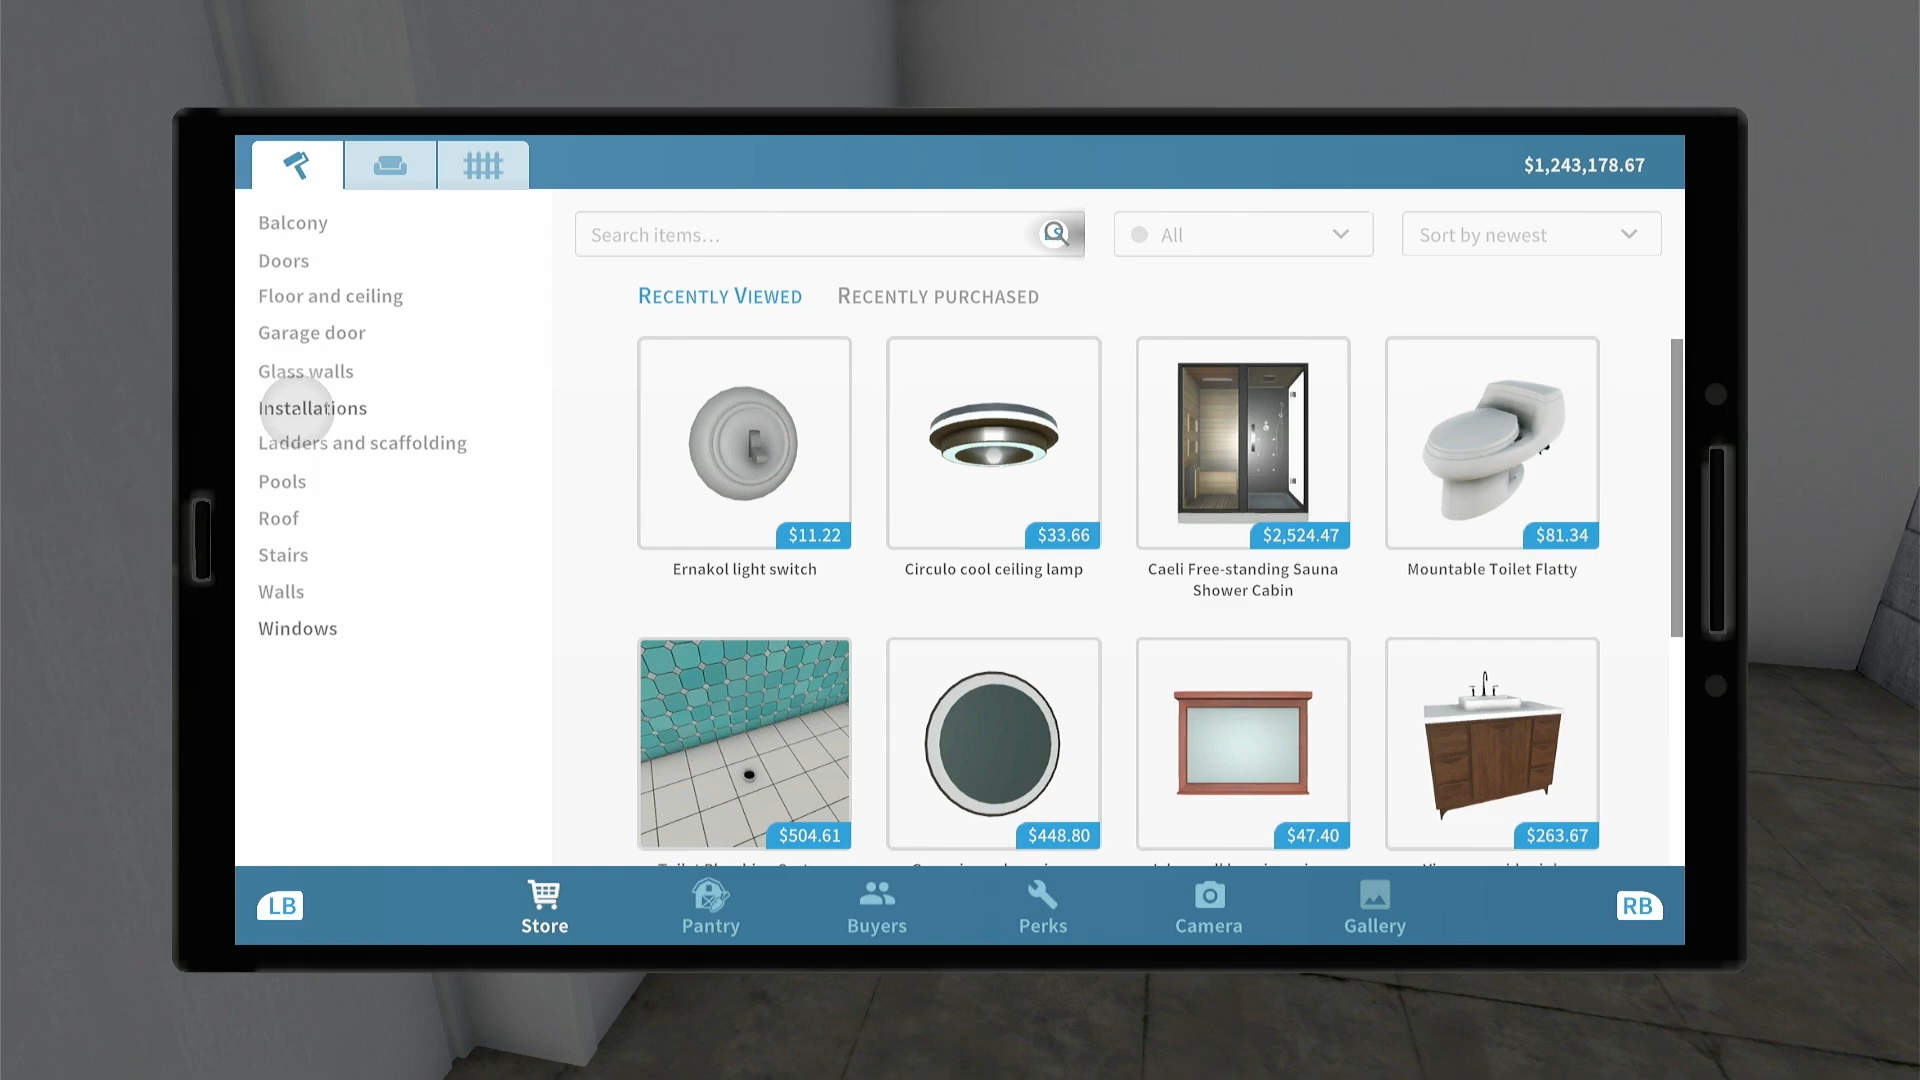 $1,243,178.67
Balcony
Doors
Floor and ceiling
Garage door
Glass walls
Installations
Ladders and scaffolding
Pools
Roof
Stairs
Walls
Windows
Search items...
LS
All
Sort by newest
RECENTLY VIEWED
RECENTLY PURCHASED
$11.22
$33.66
$2,524.47
$81.34
Ernakol light switch
Circulo cool ceiling lamp
Caeli Free-standing Sauna
Shower Cabin
Mountable Toilet Flatty
$504.61
$448.80
$47.40
$263.67
LB
Store
Pantry
Buyers
Perks
Camera
Gallery
RB